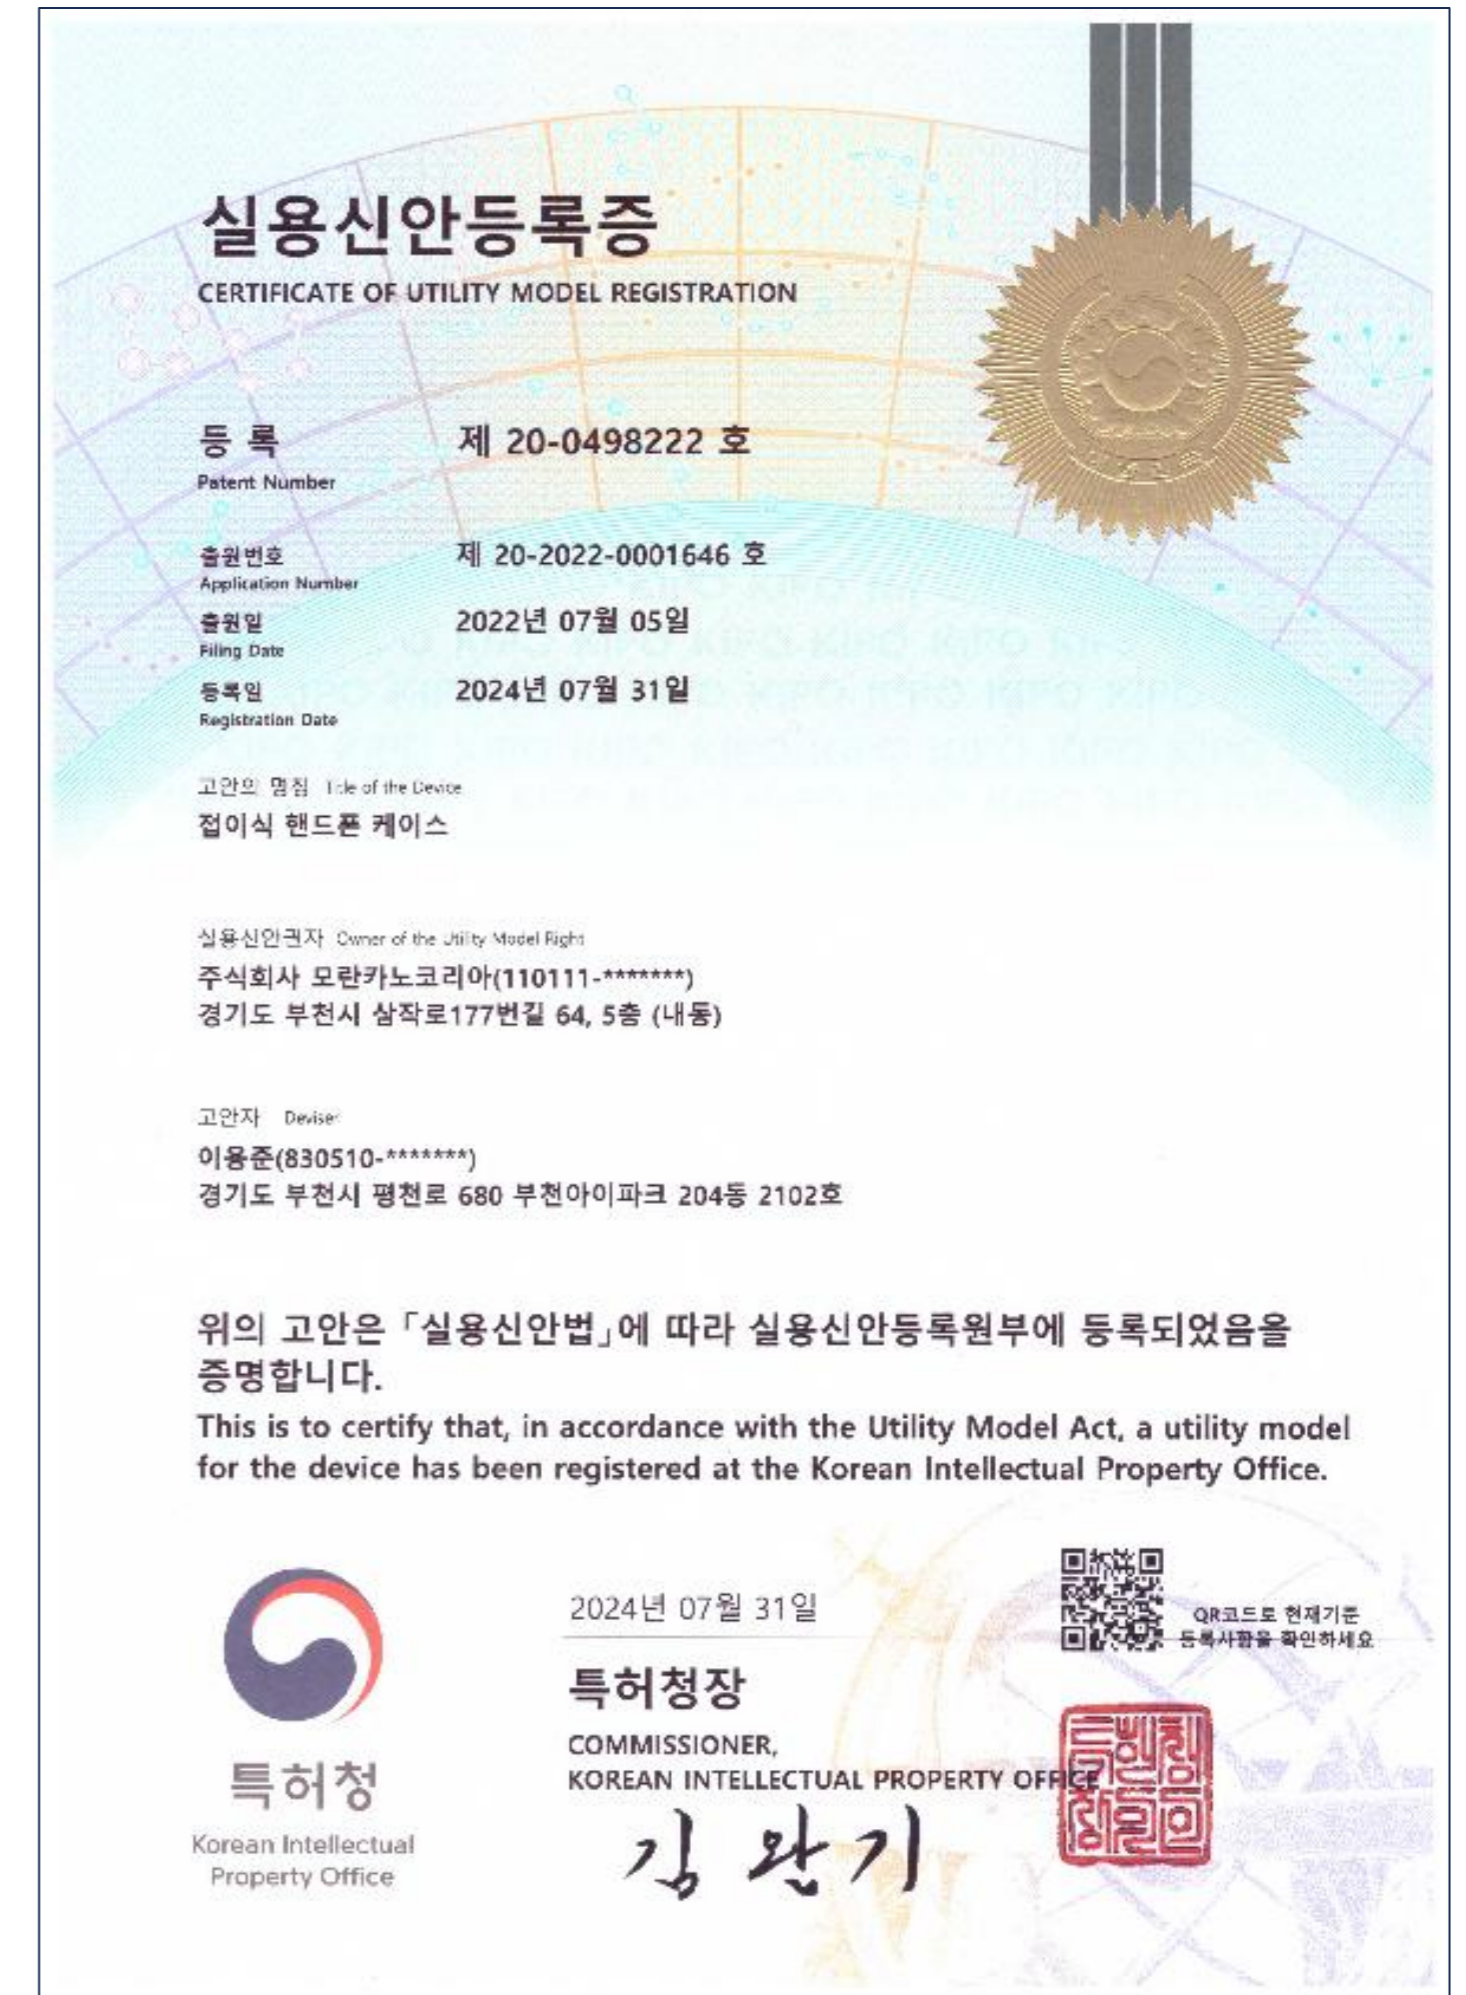 실용신안등록증
CERTIFICATE OF UTILITY MODEL REGISTRATION
등 록 제 20-0498222 호
Patent Number
출원번호 제 20-2022-0001646 호
Application Number
출원일 2022년 07월 05일
Filing Date
등록일 2024년 07월 31일
Registration Date
고안의 명칭 Title of the Device
접이식 핸드폰 케이스
실용신안권자 Owner of the Utility Model Right
주식회사 모란카노코리아(110111-*******)
경기도 부천시 삼작로177번길 64, 5층 (내동)
고안자 Deviser
이용준(830510-*******)
경기도 부천시 평천로 680 부천아이파크 204동 2102호
위의 고안은 「실용신안법」에 따라 실용신안등록원부에 등록되었음을
증명합니다.
This is to certify that, in accordance with the Utility Model Act, a utility model
for the device has been registered at the Korean Intellectual Property Office.
2024년 07월 31일
QR코드로 현재기준
등록사항을 확인하세요
특허청장
COMMISSIONER,
KOREAN INTELLECTUAL PROPERTY OFFICE
김완기
특허청
Korean Intellectual
Property Office